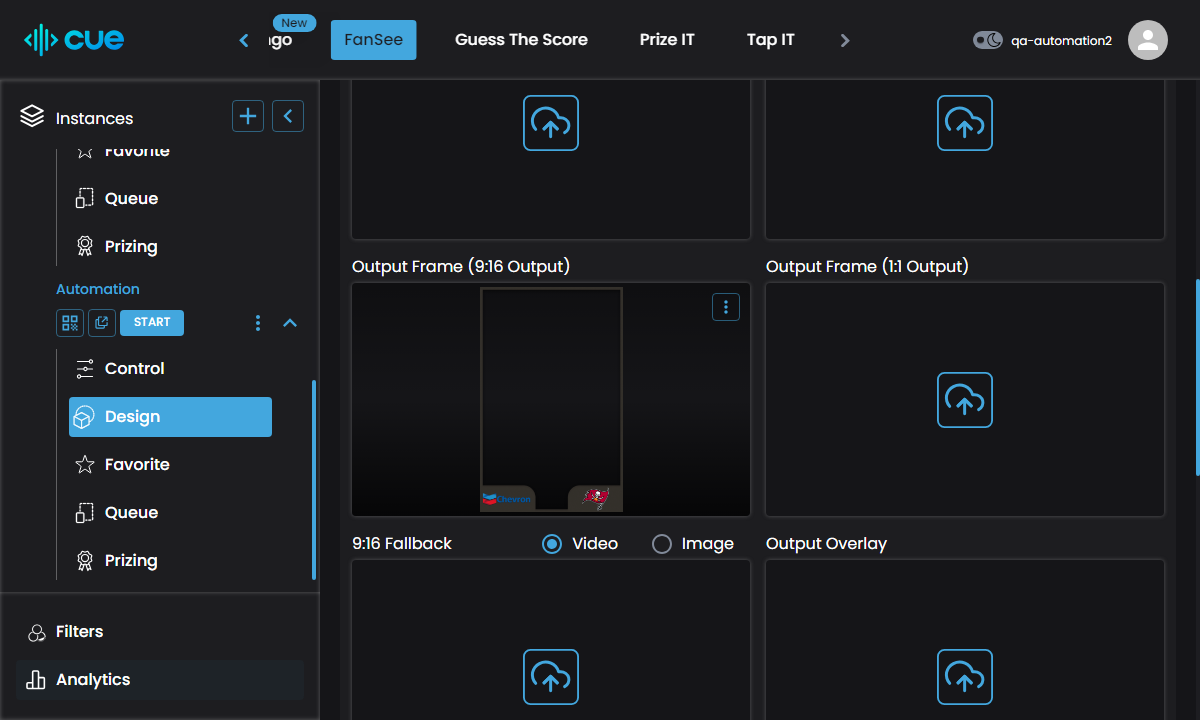 cue
New
FanSee
Guess The Score
Prize IT
Tap IT
qa-automation2
Instances
Favorite
Queue
Prizing
Automation
START
Control
Design
Favorite
Queue
Prizing
Filters
Analytics
Output Frame (9:16 Output)
Output Frame (1:1 Output)
Chevron
9:16 Fallback
Video
Image
Output Overlay